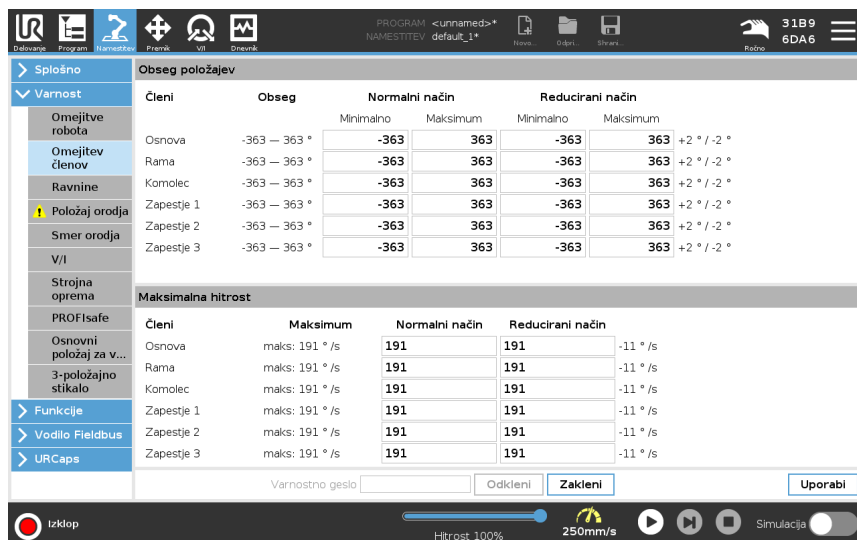 PROGRAM <unnamed>*
NAMESTITEV default_1*
31B9
6DA6
Delovanje Program Namestitev Premik V/I Dnevnik Novo... Odpri... Shrani... Ročno
Splošno
Varnost
Omejitve robota
Omejitev členov
Ravnine
Položaj orodja
Smer orodja
V/I
Strojna oprema
PROFIsafe
Osnovni položaj za v...
3-položajno stikalo
Funkcije
Vodilo Fieldbus
URCaps
Obseg položajev
Členi Obseg Normalni način Reducirani način
Minimalno Maksimum Minimalno Maksimum
Osnova -363 — 363 ° -363 363 -363 363 +2 ° / -2 °
Rama -363 — 363 ° -363 363 -363 363 +2 ° / -2 °
Komolec -363 — 363 ° -363 363 -363 363 +2 ° / -2 °
Zapestje 1 -363 — 363 ° -363 363 -363 363 +2 ° / -2 °
Zapestje 2 -363 — 363 ° -363 363 -363 363 +2 ° / -2 °
Zapestje 3 -363 — 363 ° -363 363 -363 363 +2 ° / -2 °
Maksimalna hitrost
Členi Maksimum Normalni način Reducirani način
Osnova maks: 191 ° /s 191 191 -11 ° /s
Rama maks: 191 ° /s 191 191 -11 ° /s
Komolec maks: 191 ° /s 191 191 -11 ° /s
Zapestje 1 maks: 191 ° /s 191 191 -11 ° /s
Zapestje 2 maks: 191 ° /s 191 191 -11 ° /s
Zapestje 3 maks: 191 ° /s 191 191 -11 ° /s
Varnostno geslo Odkleni Zakleni Uporabi
Izklop Hitrost 100% 250mm/s Simulacija